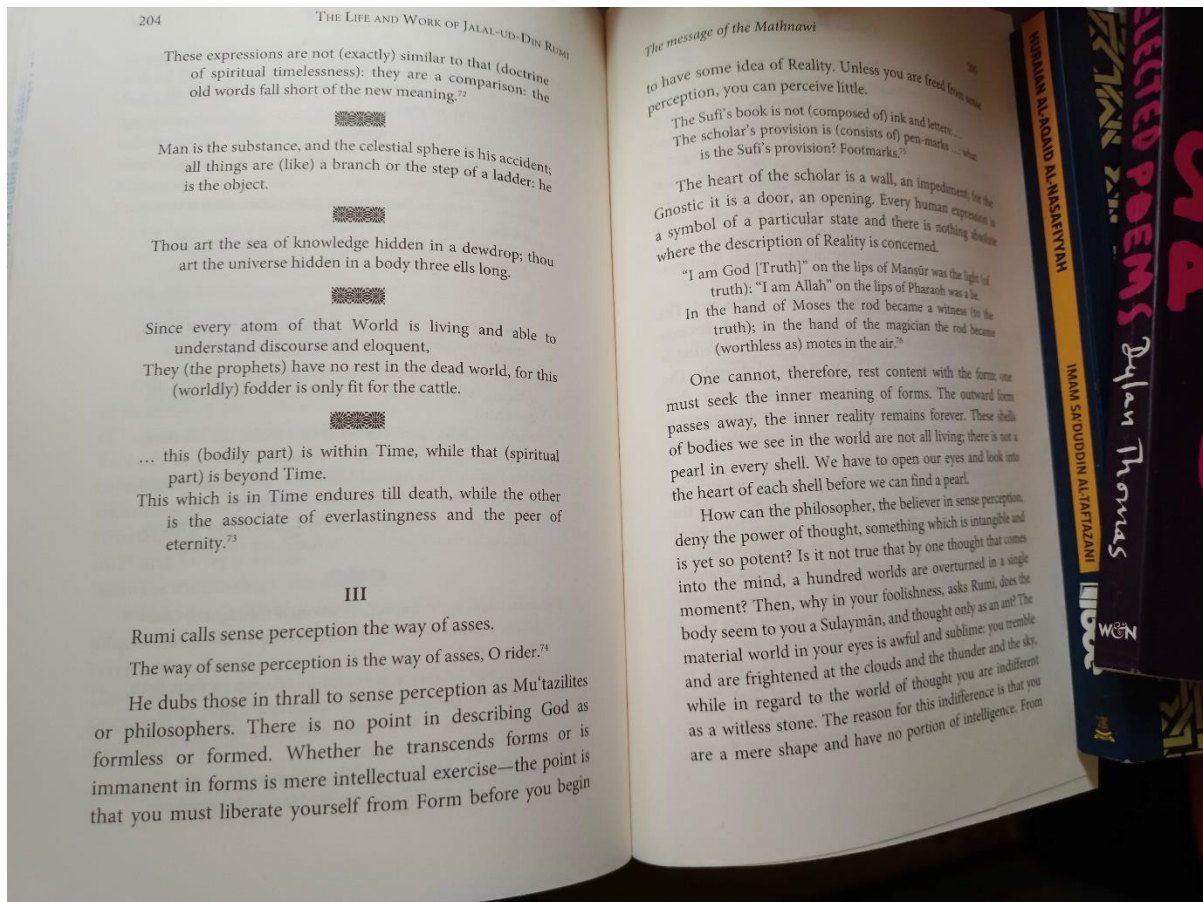 204
THE LIFE AND WORK OF JALAL-UD-DIN RUMI
These expressions are not (exactly) similar to that (doctrine
of spiritual timelessness): they are a comparison: the
old words fall short of the new meaning.72
Man is the substance, and the celestial sphere is his accident;
all things are (like) a branch or the step of a ladder: he
is the object.
Thou art the sea of knowledge hidden in a dewdrop; thou
art the universe hidden in a body three ells long.
Since every atom of that World is living and able to
understand discourse and eloquent,
They (the prophets) have no rest in the dead world, for this
(worldly) fodder is only fit for the cattle.
… this (bodily part) is within Time, while that (spiritual
part) is beyond Time.
This which is in Time endures till death, while the other
is the associate of everlastingness and the peer of
eternity.73
III
Rumi calls sense perception the way of asses.
The way of sense perception is the way of asses, O rider.74
He dubs those in thrall to sense perception as Mu‘tazilites
or philosophers. There is no point in describing God as
formless or formed. Whether he transcends forms or is
immanent in forms is mere intellectual exercise—the point is
that you must liberate yourself from Form before you begin
The message of the Mathnawi
to have some idea of Reality. Unless you are freed from sense
perception, you can perceive little.
The Sufi's book is not (composed of) ink and letters: …
The scholar's provision is (consists of) pen-marks … what
is the Sufi's provision? Footmarks.75
The heart of the scholar is a wall, an impediment; for the
Gnostic it is a door, an opening. Every human expression is
a symbol of a particular state and there is nothing absolute
where the description of Reality is concerned.
“I am God [Truth]” on the lips of Manṣūr was the light (of
truth): “I am Allah” on the lips of Pharaoh was a lie.
In the hand of Moses the rod became a witness (to the
truth); in the hand of the magician the rod became
(worthless as) motes in the air.76
One cannot, therefore, rest content with the form; one
must seek the inner meaning of forms. The outward form
passes away, the inner reality remains forever. These shells
of bodies we see in the world are not all living; there is not a
pearl in every shell. We have to open our eyes and look into
the heart of each shell before we can find a pearl.
How can the philosopher, the believer in sense perception,
deny the power of thought, something which is intangible and
is yet so potent? Is it not true that by one thought that comes
into the mind, a hundred worlds are overturned in a single
moment? Then, why in your foolishness, asks Rumi, does the
body seem to you a Sulaymān, and thought only as an ant? The
material world in your eyes is awful and sublime: you tremble
and are frightened at the clouds and the thunder and the sky,
while in regard to the world of thought you are indifferent
as a witless stone. The reason for this indifference is that you
are a mere shape and have no portion of intelligence. From
HURAIAN AL-AQAID AL-NASAFIYYAH
IMAM SA'DUDDIN AL-TAFTAZANI
ELECTED POEMS
Dylan Thomas
W&N